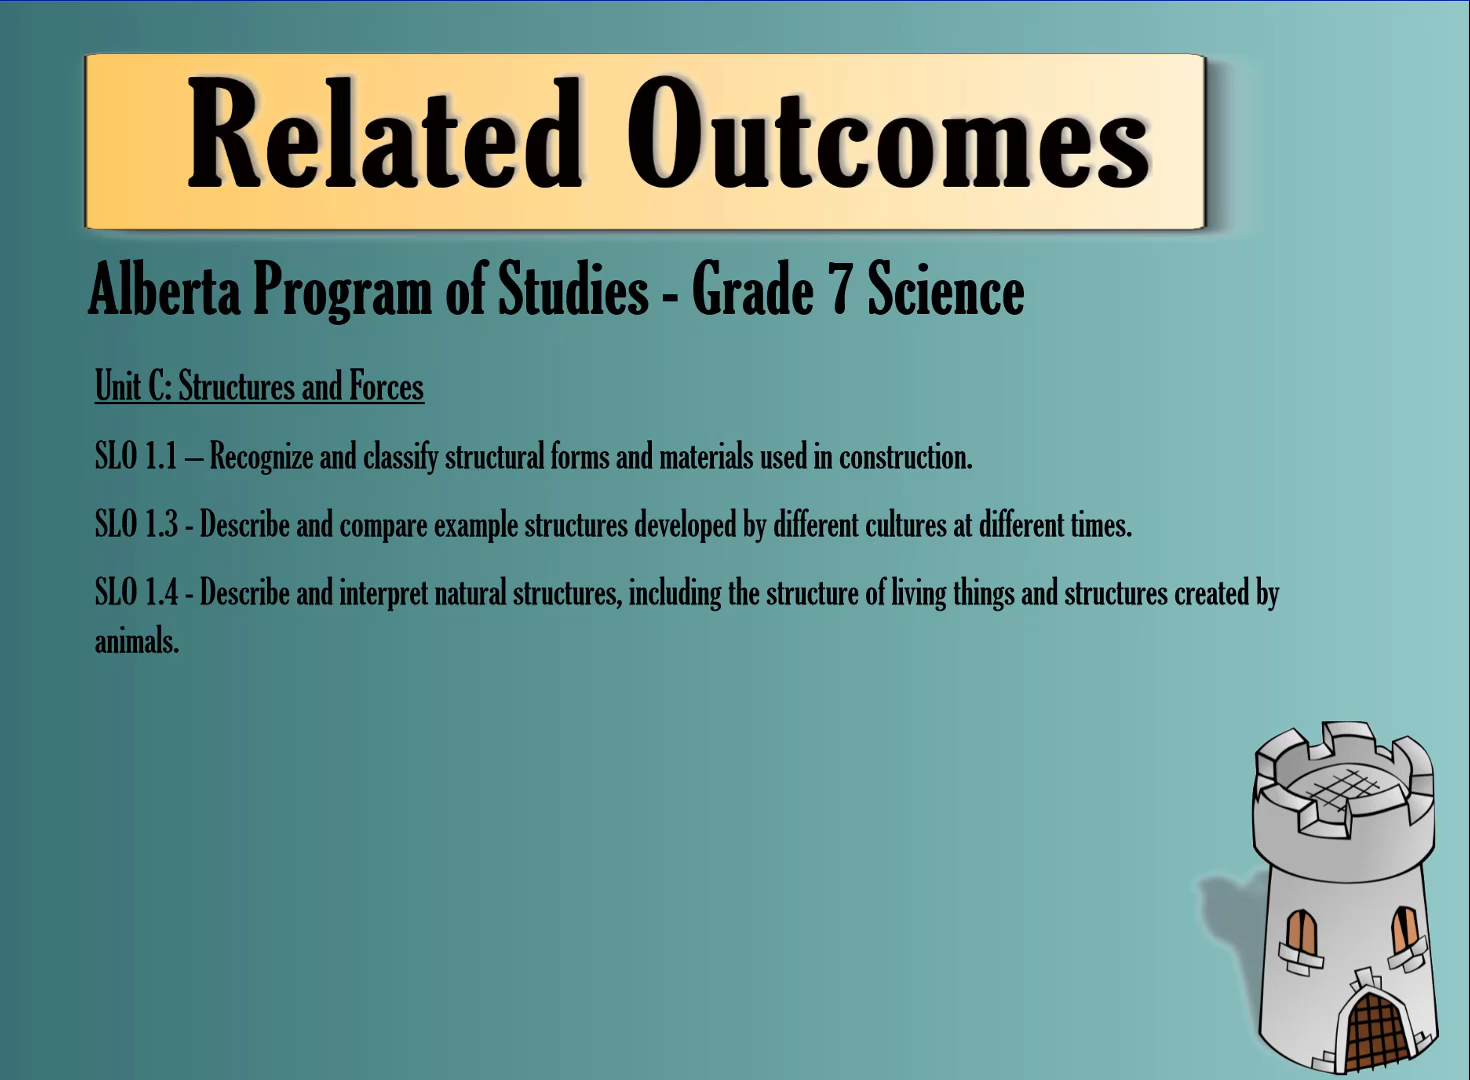 Related Outcomes
Alberta Program of Studies - Grade 7 Science
Unit C: Structures and Forces
SLO 1.1 – Recognize and classify structural forms and materials used in construction.
SLO 1.3 - Describe and compare example structures developed by different cultures at different times.
SLO 1.4 - Describe and interpret natural structures, including the structure of living things and structures created by
animals.